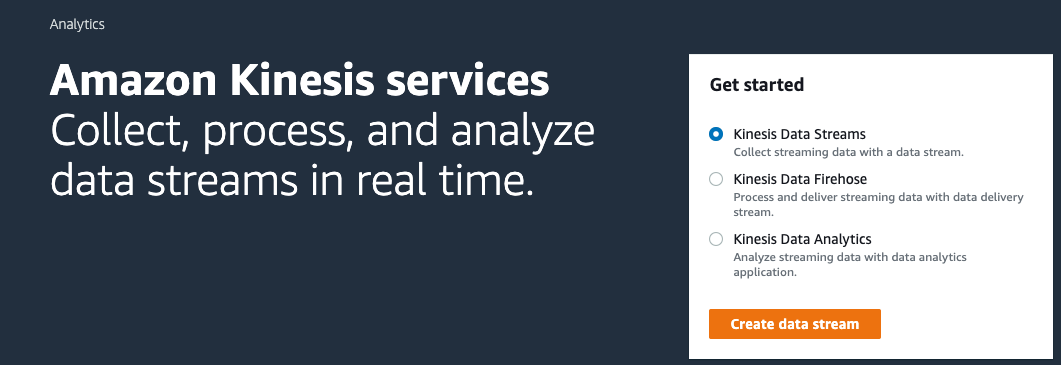 Analytics
Amazon Kinesis services
Collect, process, and analyze
data streams in real time.
Get started
Kinesis Data Streams
Collect streaming data with a data stream.
Kinesis Data Firehose
Process and deliver streaming data with data delivery
stream.
Kinesis Data Analytics
Analyze streaming data with data analytics
application.
Create data stream